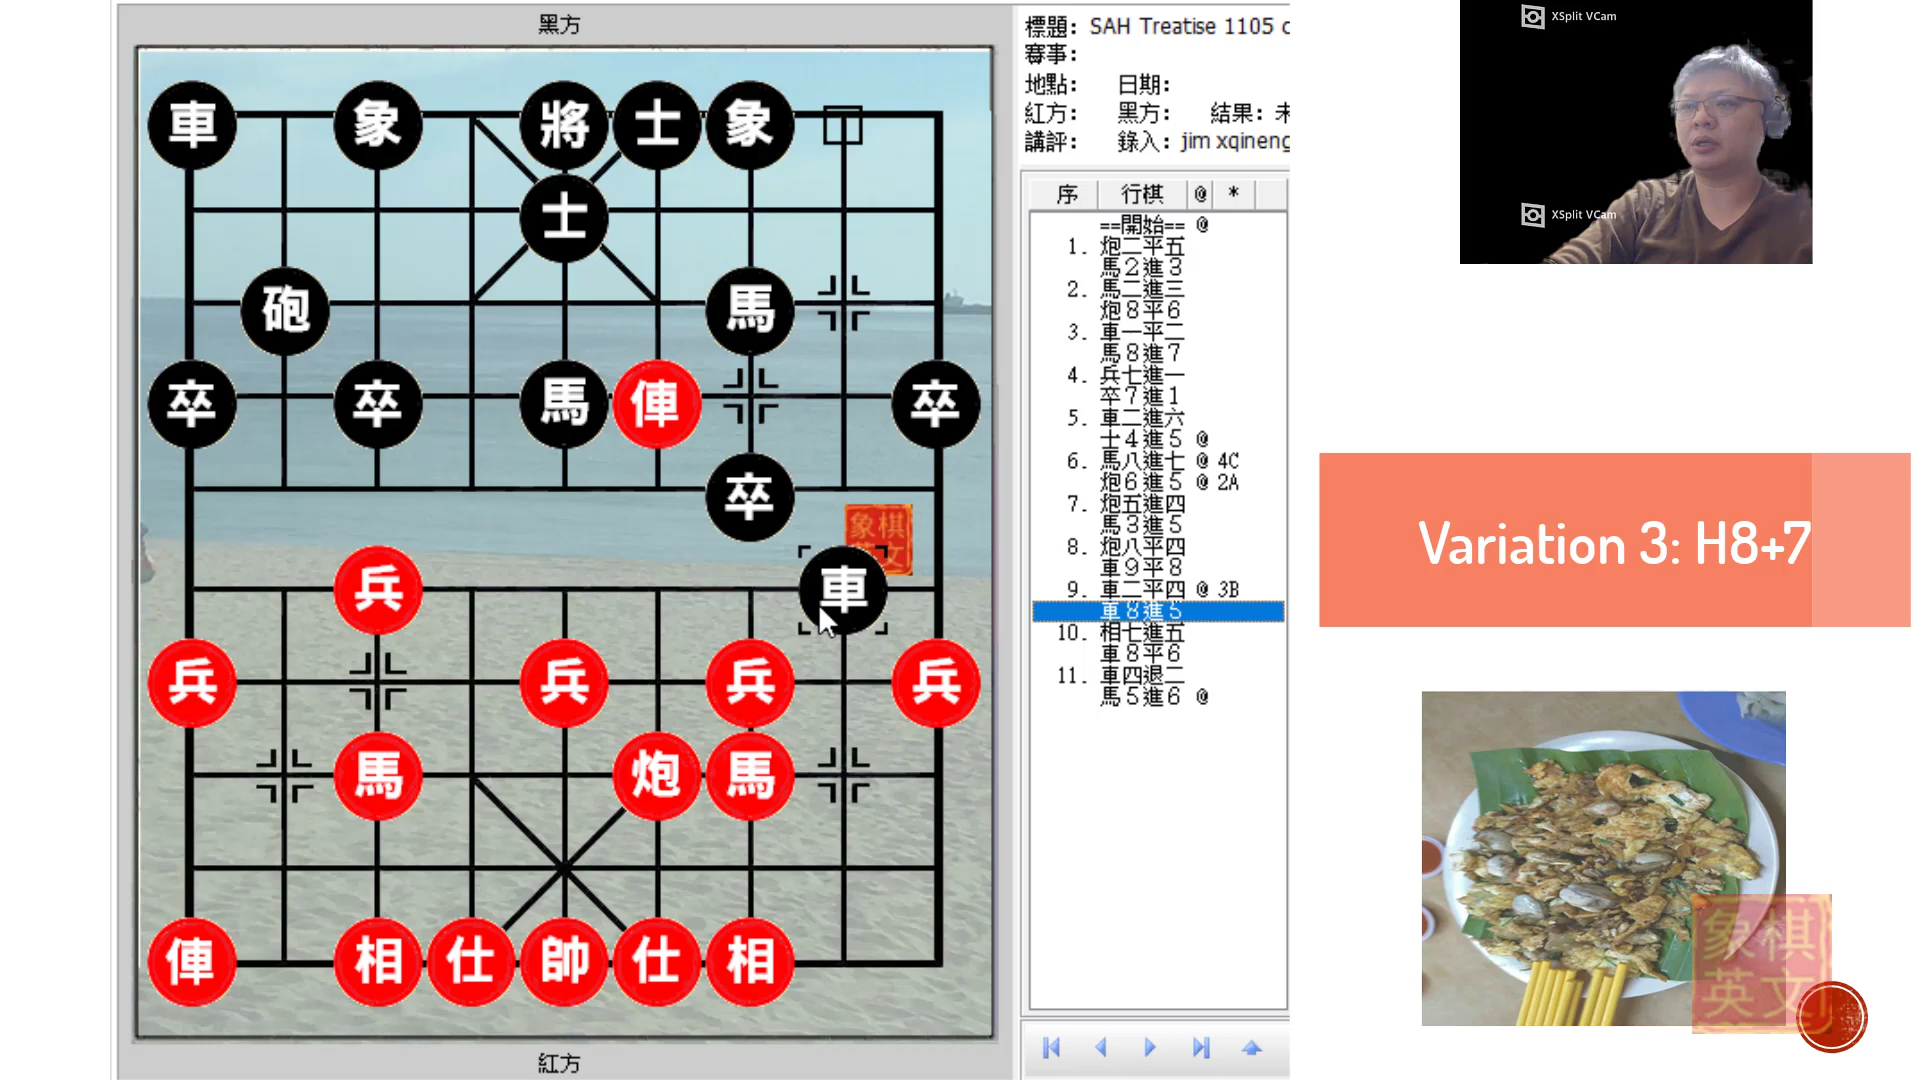 黑方
車 象 將 士 象
士
砲 馬
卒 卒 馬 俥 卒
卒
象棋
兵 車
兵 兵 兵 兵
馬 炮 馬
俥 相 仕 帥 仕 相
紅方
標題: SAH Treatise 1105 c
賽事:
地點: 日期:
紅方: 黑方: 結果: 未
講評: 錄入: jim xqineng
序 行棋 @ *
==開始== @
1. 炮二平五
馬2進3
2. 馬二進三
炮8平6
3. 車一平二
馬8進7
4. 兵七進一
卒7進1
5. 車二進六
士4進5 @
6. 馬八進七 @ 4C
炮6進5 @ 2A
7. 炮五進四
馬3進5
8. 炮八平四
車9平8
9. 車二平四 @ 3B
車8進5
10. 相七進五
車8平6
11. 車四退二
馬5進6 @
XSplit VCam
XSplit VCam
Variation 3: H8+7
象棋
英文